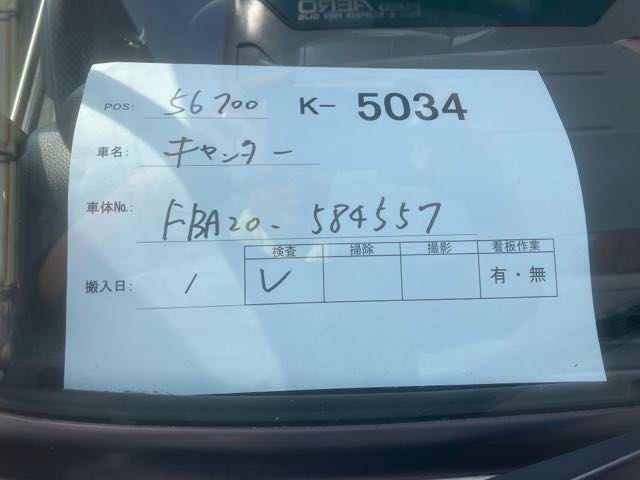 AERO
POS: 56700 K-5034
車名: キャンター
車体No.: FBA20-584557
検査 掃除 撮影 看板作業
搬入日: / レ 有・無